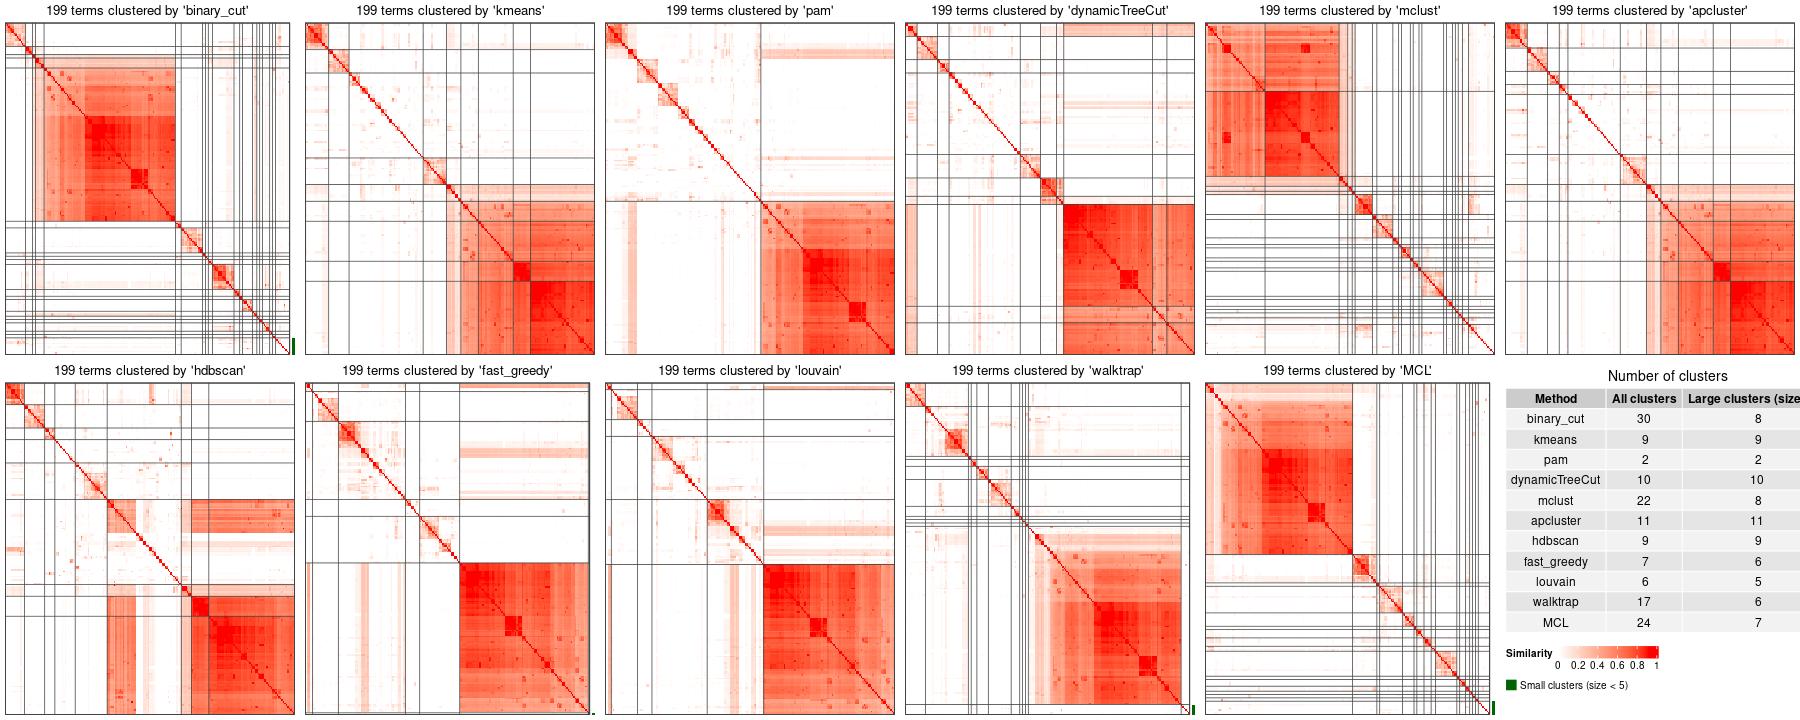 199 terms clustered by 'binary_cut'
199 terms clustered by 'kmeans'
199 terms clustered by 'pam'
199 terms clustered by 'dynamicTreeCut'
199 terms clustered by 'mclust'
199 terms clustered by 'apcluster'
199 terms clustered by 'hdbscan'
199 terms clustered by 'fast_greedy'
199 terms clustered by 'louvain'
199 terms clustered by 'walktrap'
199 terms clustered by 'MCL'
Number of clusters
Method All clusters Large clusters (size
binary_cut 30 8
kmeans 9 9
pam 2 2
dynamicTreeCut 10 10
mclust 22 8
apcluster 11 11
hdbscan 9 9
fast_greedy 7 6
louvain 6 5
walktrap 17 6
MCL 24 7
Similarity
0 0.2 0.4 0.6 0.8 1
Small clusters (size < 5)